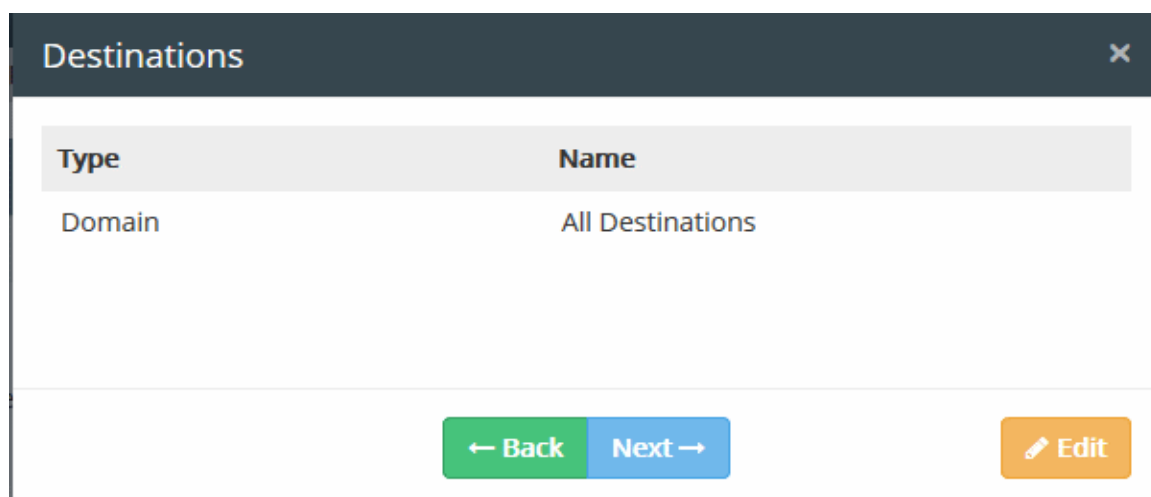 Destinations ×
Type Name
Domain All Destinations
← Back Next → Edit